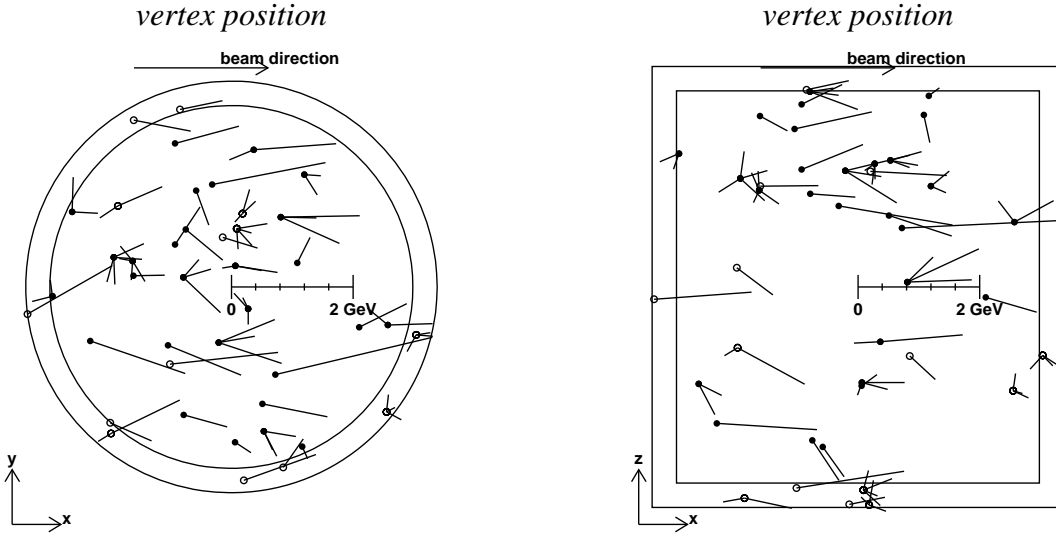 vertex position
beam direction
0 2 GeV
y
x
vertex position
beam direction
0 2 GeV
z
x